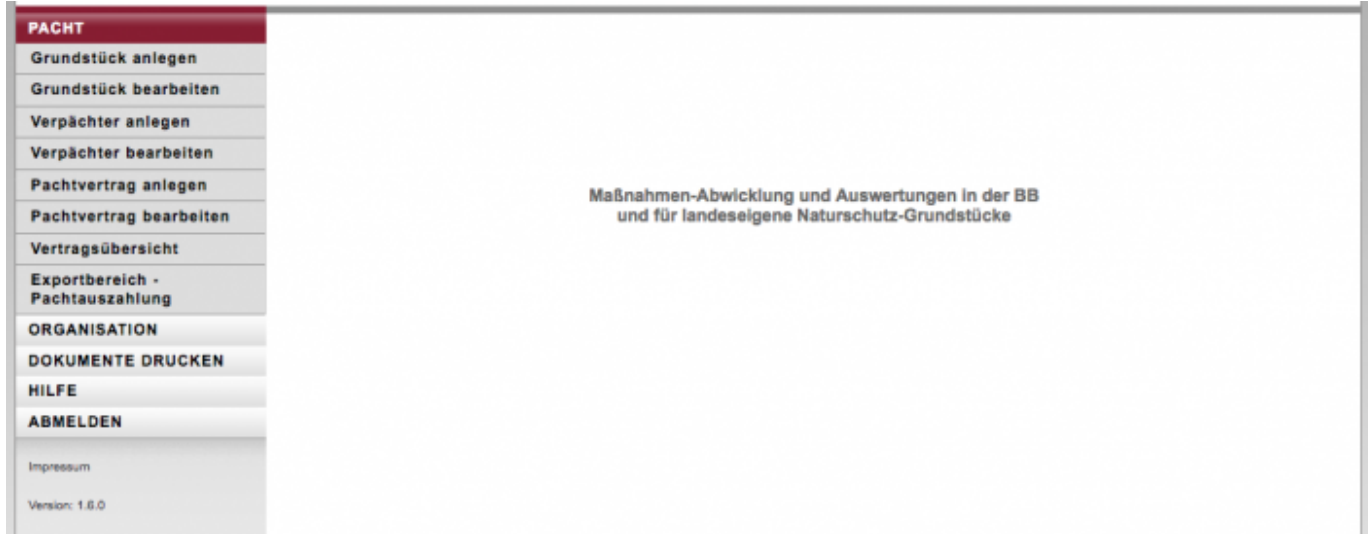 PACHT
Grundstück anlegen
Grundstück bearbeiten
Verpächter anlegen
Verpächter bearbeiten
Pachtvertrag anlegen
Pachtvertrag bearbeiten
Vertragsübersicht
Exportbereich -
Pachtauszahlung
ORGANISATION
DOKUMENTE DRUCKEN
HILFE
ABMELDEN
Impressum
Version: 1.6.0
Maßnahmen-Abwicklung und Auswertungen in der BB
und für landeseigene Naturschutz-Grundstücke